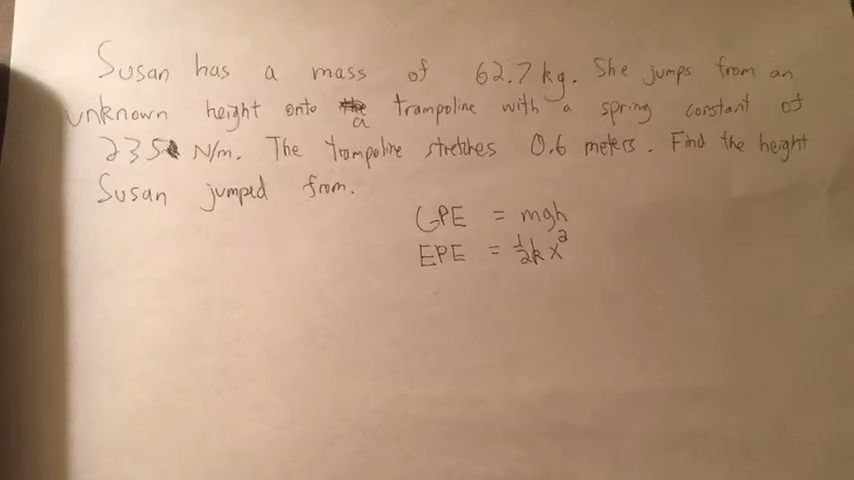 Susan has a mass of 62.7 kg. She jumps from an
unknown height onto a trampoline with a spring constant of
235 N/m. The trampoline stretches 0.6 meters. Find the height
Susan jumped from.
GPE = mgh
EPE = ½kx²